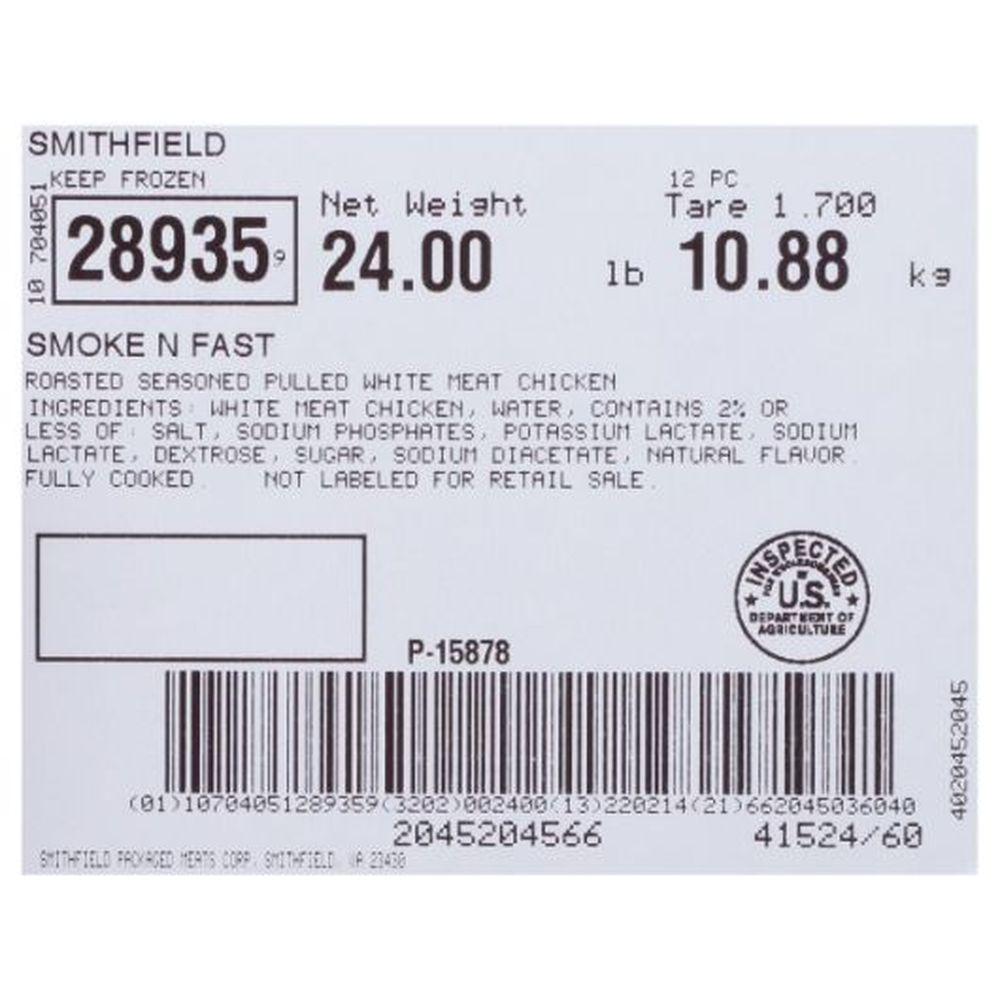 SMITHFIELD
KEEP FROZEN
10 704051
28935 9
Net Weight
24.00 lb
12 PC
Tare 1.700
10.88 kg
SMOKE N FAST
ROASTED SEASONED PULLED WHITE MEAT CHICKEN
INGREDIENTS: WHITE MEAT CHICKEN, WATER, CONTAINS 2% OR
LESS OF: SALT, SODIUM PHOSPHATES, POTASSIUM LACTATE, SODIUM
LACTATE, DEXTROSE, SUGAR, SODIUM DIACETATE, NATURAL FLAVOR.
FULLY COOKED. NOT LABELED FOR RETAIL SALE.
INSPECTED
FOR WHOLESOMENESS
BY
U.S.
DEPARTMENT OF
AGRICULTURE
P-15878
(01)10704051289359(3202)002400(13)220214(21)662045036040
4020452045
2045204566
41524/60
SMITHFIELD PACKAGED MEATS CORP. SMITHFIELD, VA 23430